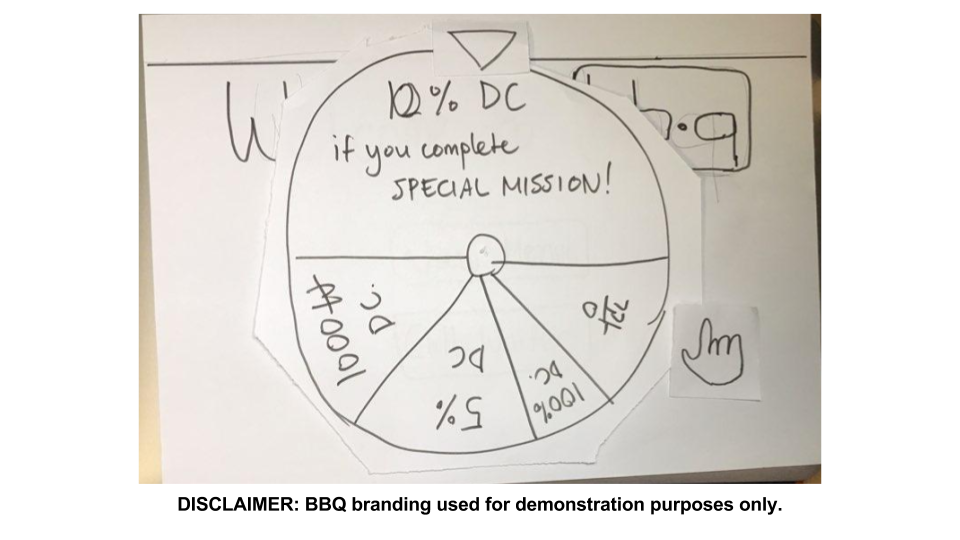 10% DC
if you complete
SPECIAL MISSION!
1000₩
DC.
5%
DC
100%
DC.
꽝
DISCLAIMER: BBQ branding used for demonstration purposes only.